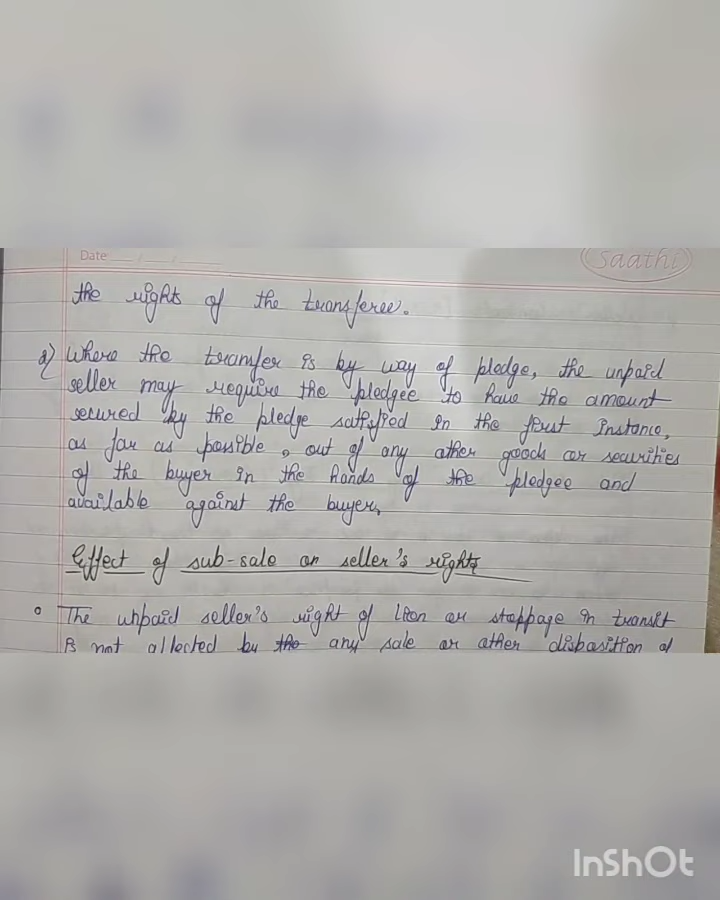 Date
Saathi
the rights of the transferee.
2) Where the transfer is by way of pledge, the unpaid
seller may require the pledgee to have the amount
secured by the pledge satisfied in the first instance,
as far as possible, out of any other goods or securities
of the buyer in the hands of the pledgee and
available against the buyer.
Effect of sub-sale on seller's rights
The unpaid seller's right of lien or stoppage in transit
is not affected by the any sale or other disposition of
InShOt